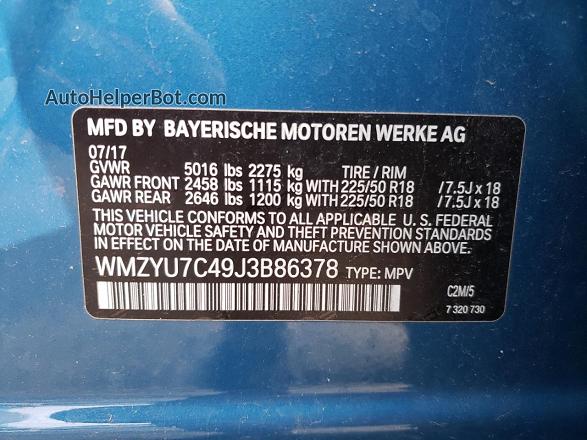 AutoHelperBot.com
MFD BY BAYERISCHE MOTOREN WERKE AG
07/17
GVWR 5016 lbs 2275 kg TIRE / RIM
GAWR FRONT 2458 lbs 1115 kg WITH 225/50 R18 /7.5J x 18
GAWR REAR 2646 lbs 1200 kg WITH 225/50 R18 /7.5J x 18
THIS VEHICLE CONFORMS TO ALL APPLICABLE U. S. FEDERAL
MOTOR VEHICLE SAFETY AND THEFT PREVENTION STANDARDS
IN EFFECT ON THE DATE OF MANUFACTURE SHOWN ABOVE.
WMZYU7C49J3B86378 TYPE: MPV
C2M/5
7 320 730